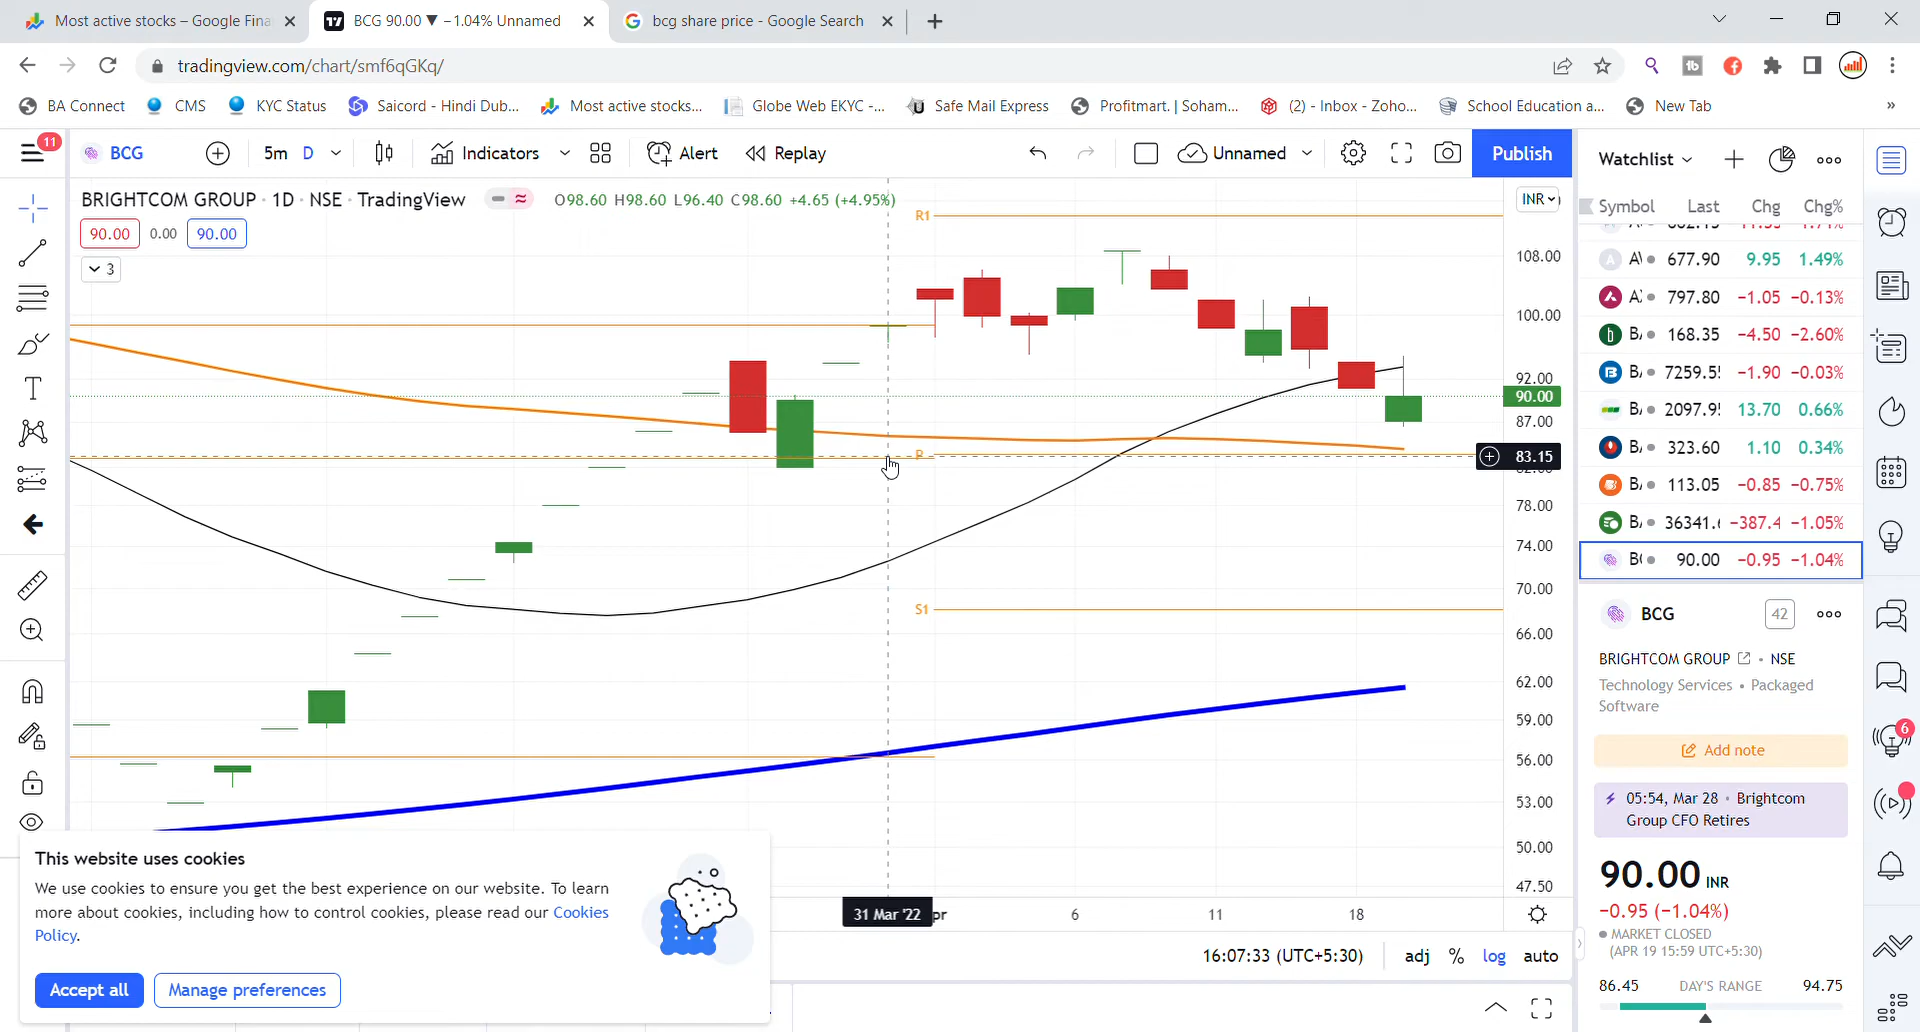 Most active stocks – Google Fina
BCG 90.00 ▼ −1.04% Unnamed
bcg share price - Google Search
tradingview.com/chart/smf6qGKq/
BA Connect
CMS
KYC Status
Saicord - Hindi Dub...
Most active stocks...
Globe Web EKYC -...
Safe Mail Express
Profitmart. | Soham...
(2) - Inbox - Zoho...
School Education a...
New Tab
»
11
BCG
5m
D
Indicators
Alert
Replay
Unnamed
Publish
BRIGHTCOM GROUP · 1D · NSE · TradingView
O98.60 H98.60 L96.40 C98.60 +4.65 (+4.95%)
90.00
0.00
90.00
3
R1
P
S1
INR
108.00
100.00
92.00
90.00
87.00
83.15
78.00
74.00
70.00
66.00
62.00
59.00
56.00
53.00
50.00
47.50
31 Mar '22
pr
6
11
18
16:07:33 (UTC+5:30)
adj
%
log
auto
This website uses cookies
We use cookies to ensure you get the best experience on our website. To learn
more about cookies, including how to control cookies, please read our Cookies
Policy.
Accept all
Manage preferences
Watchlist
Symbol Last Chg Chg%
677.90 9.95 1.49%
797.80 −1.05 −0.13%
168.35 −4.50 −2.60%
7259.5 −1.90 −0.03%
2097.9 13.70 0.66%
323.60 1.10 0.34%
113.05 −0.85 −0.75%
36341. −387.4 −1.05%
90.00 −0.95 −1.04%
BCG
42
BRIGHTCOM GROUP • NSE
Technology Services • Packaged
Software
Add note
05:54, Mar 28 • Brightcom
Group CFO Retires
90.00 INR
−0.95 (−1.04%)
MARKET CLOSED
(APR 19 15:59 UTC+5:30)
86.45 DAY'S RANGE 94.75
6